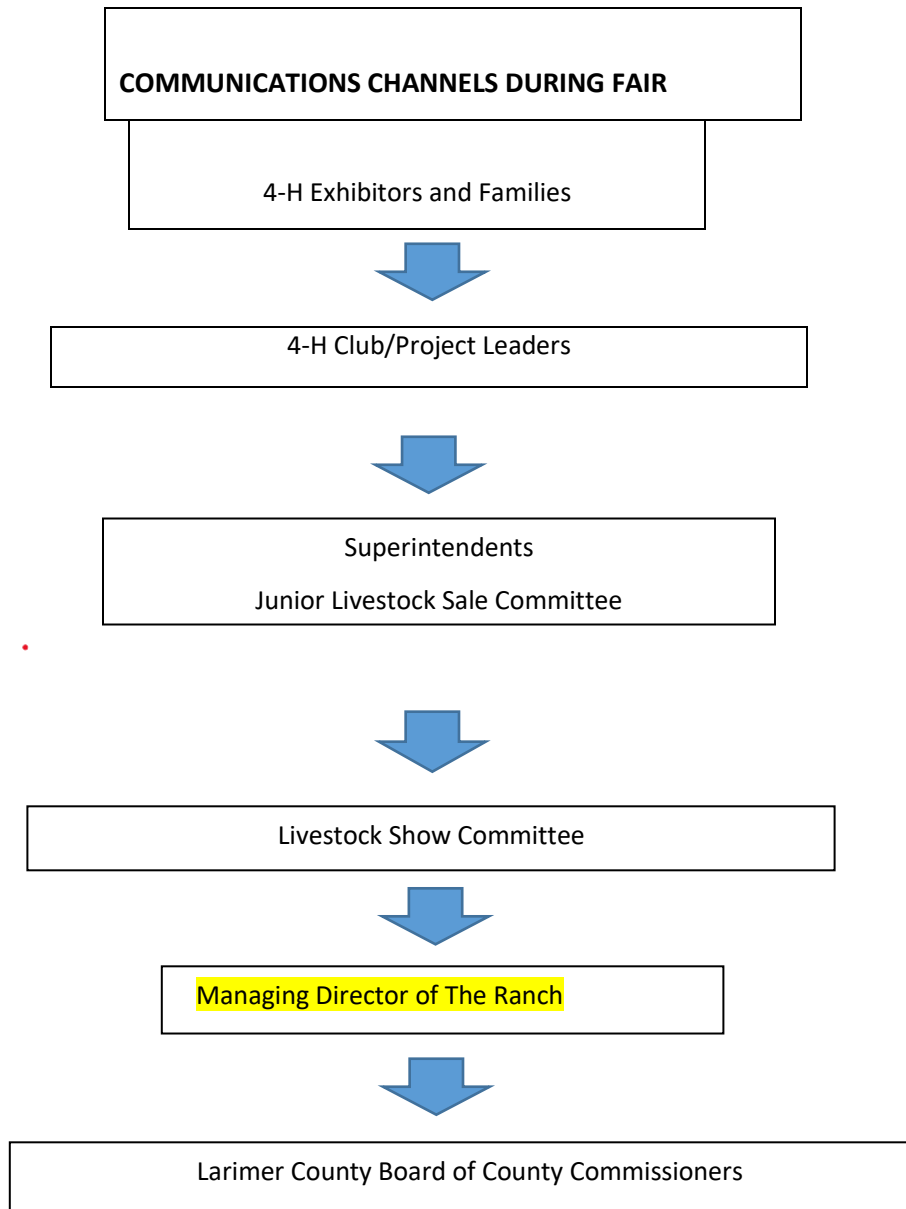 COMMUNICATIONS CHANNELS DURING FAIR
4-H Exhibitors and Families
4-H Club/Project Leaders
Superintendents
Junior Livestock Sale Committee
Livestock Show Committee
Managing Director of The Ranch
Larimer County Board of County Commissioners